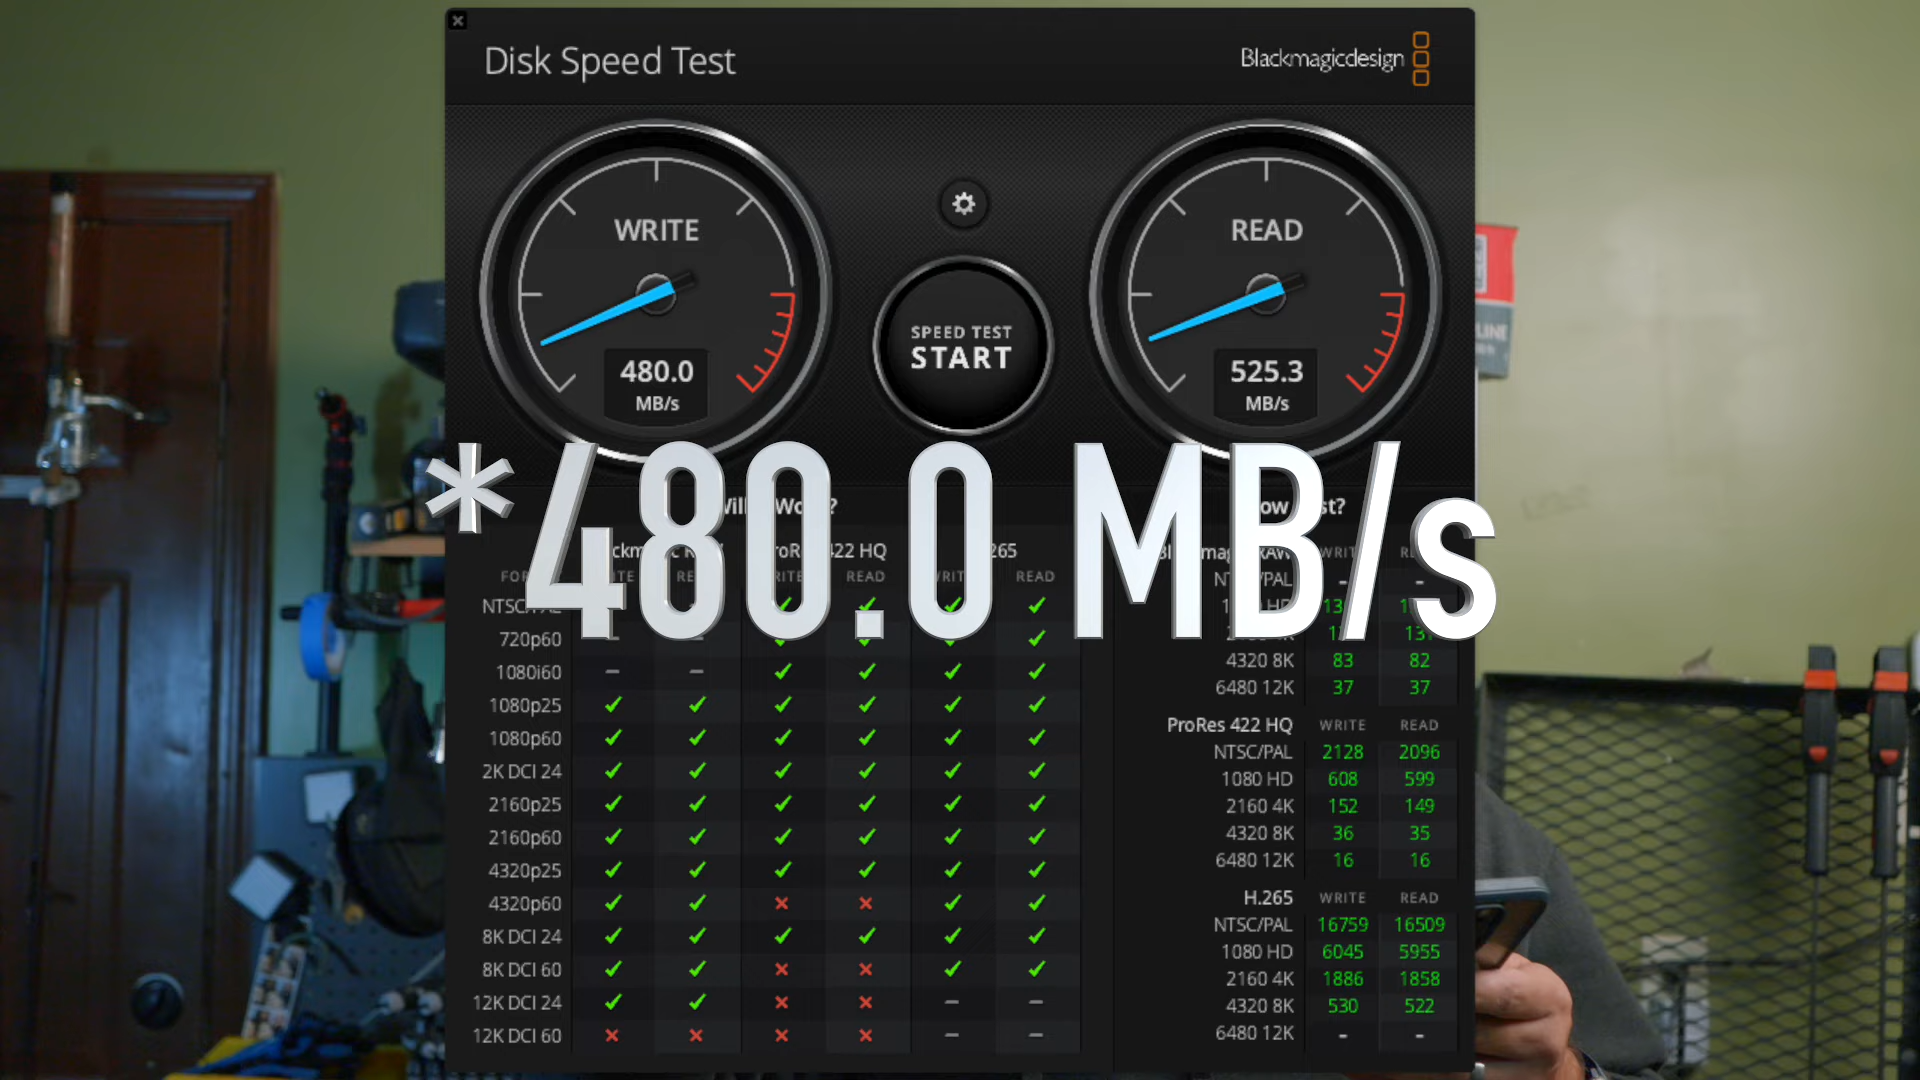 Disk Speed Test
Blackmagicdesign
WRITE
480.0
MB/s
SPEED TEST
START
READ
525.3
MB/s
*480.0 MB/s
422 HQ
265
READ
READ
NTSC/PAL
720p60 – –
1080i60 – –
1080p25
1080p60
2K DCI 24
2160p25
2160p60
4320p25
4320p60
8K DCI 24
8K DCI 60
12K DCI 24 – –
12K DCI 60 – –
NTSC/PAL - -
4320 8K 83 82
6480 12K 37 37
ProRes 422 HQ WRITE READ
NTSC/PAL 2128 2096
1080 HD 608 599
2160 4K 152 149
4320 8K 36 35
6480 12K 16 16
H.265 WRITE READ
NTSC/PAL 16759 16509
1080 HD 6045 5955
2160 4K 1886 1858
4320 8K 530 522
6480 12K - -